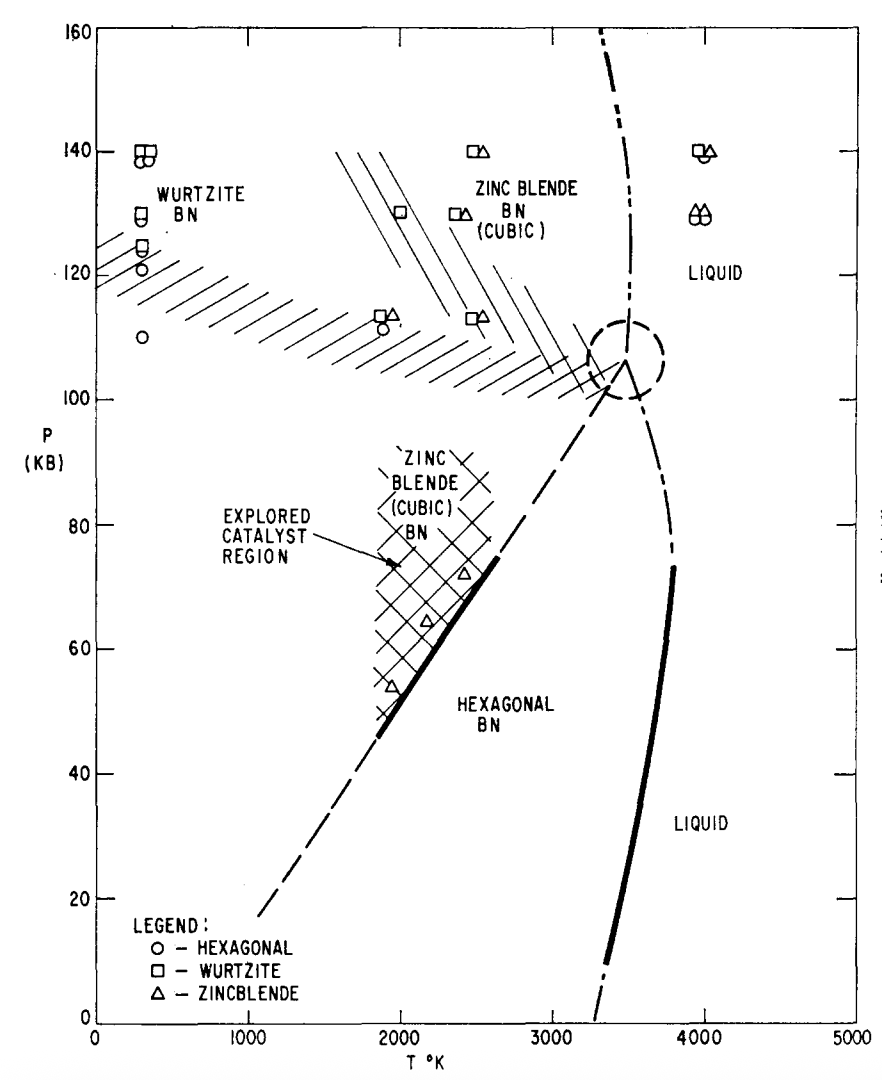 160
140
120
100
80
60
40
20
0
P
(KB)
WURTZITE
BN
ZINC BLENDE
BN
(CUBIC)
LIQUID
ZINC
BLENDE
(CUBIC)
BN
EXPLORED
CATALYST
REGION
HEXAGONAL
BN
LIQUID
LEGEND:
O - HEXAGONAL
□ - WURTZITE
△ - ZINCBLENDE
0 1000 2000 3000 4000 5000
T °K